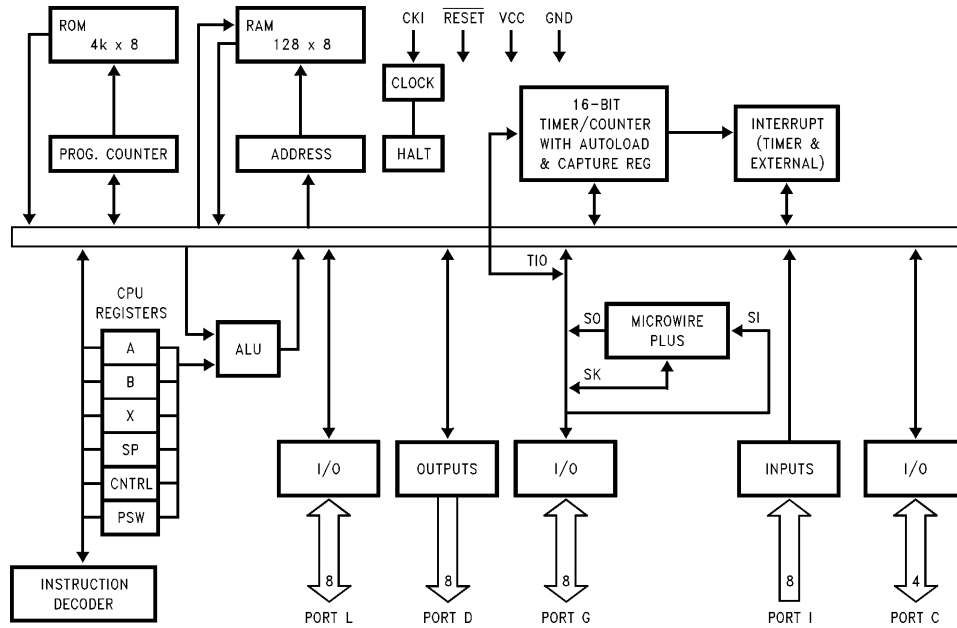 ROM
4k x 8
RAM
128 x 8
CKI
RESET
VCC
GND
CLOCK
HALT
PROG. COUNTER
ADDRESS
16-BIT
TIMER/COUNTER
WITH AUTOLOAD
& CAPTURE REG
INTERRUPT
(TIMER &
EXTERNAL)
TIO
CPU
REGISTERS
A
B
X
SP
CNTRL
PSW
ALU
SO
MICROWIRE
PLUS
SI
SK
I/O
OUTPUTS
I/O
INPUTS
I/O
INSTRUCTION
DECODER
8
8
8
8
4
PORT L
PORT D
PORT G
PORT I
PORT C